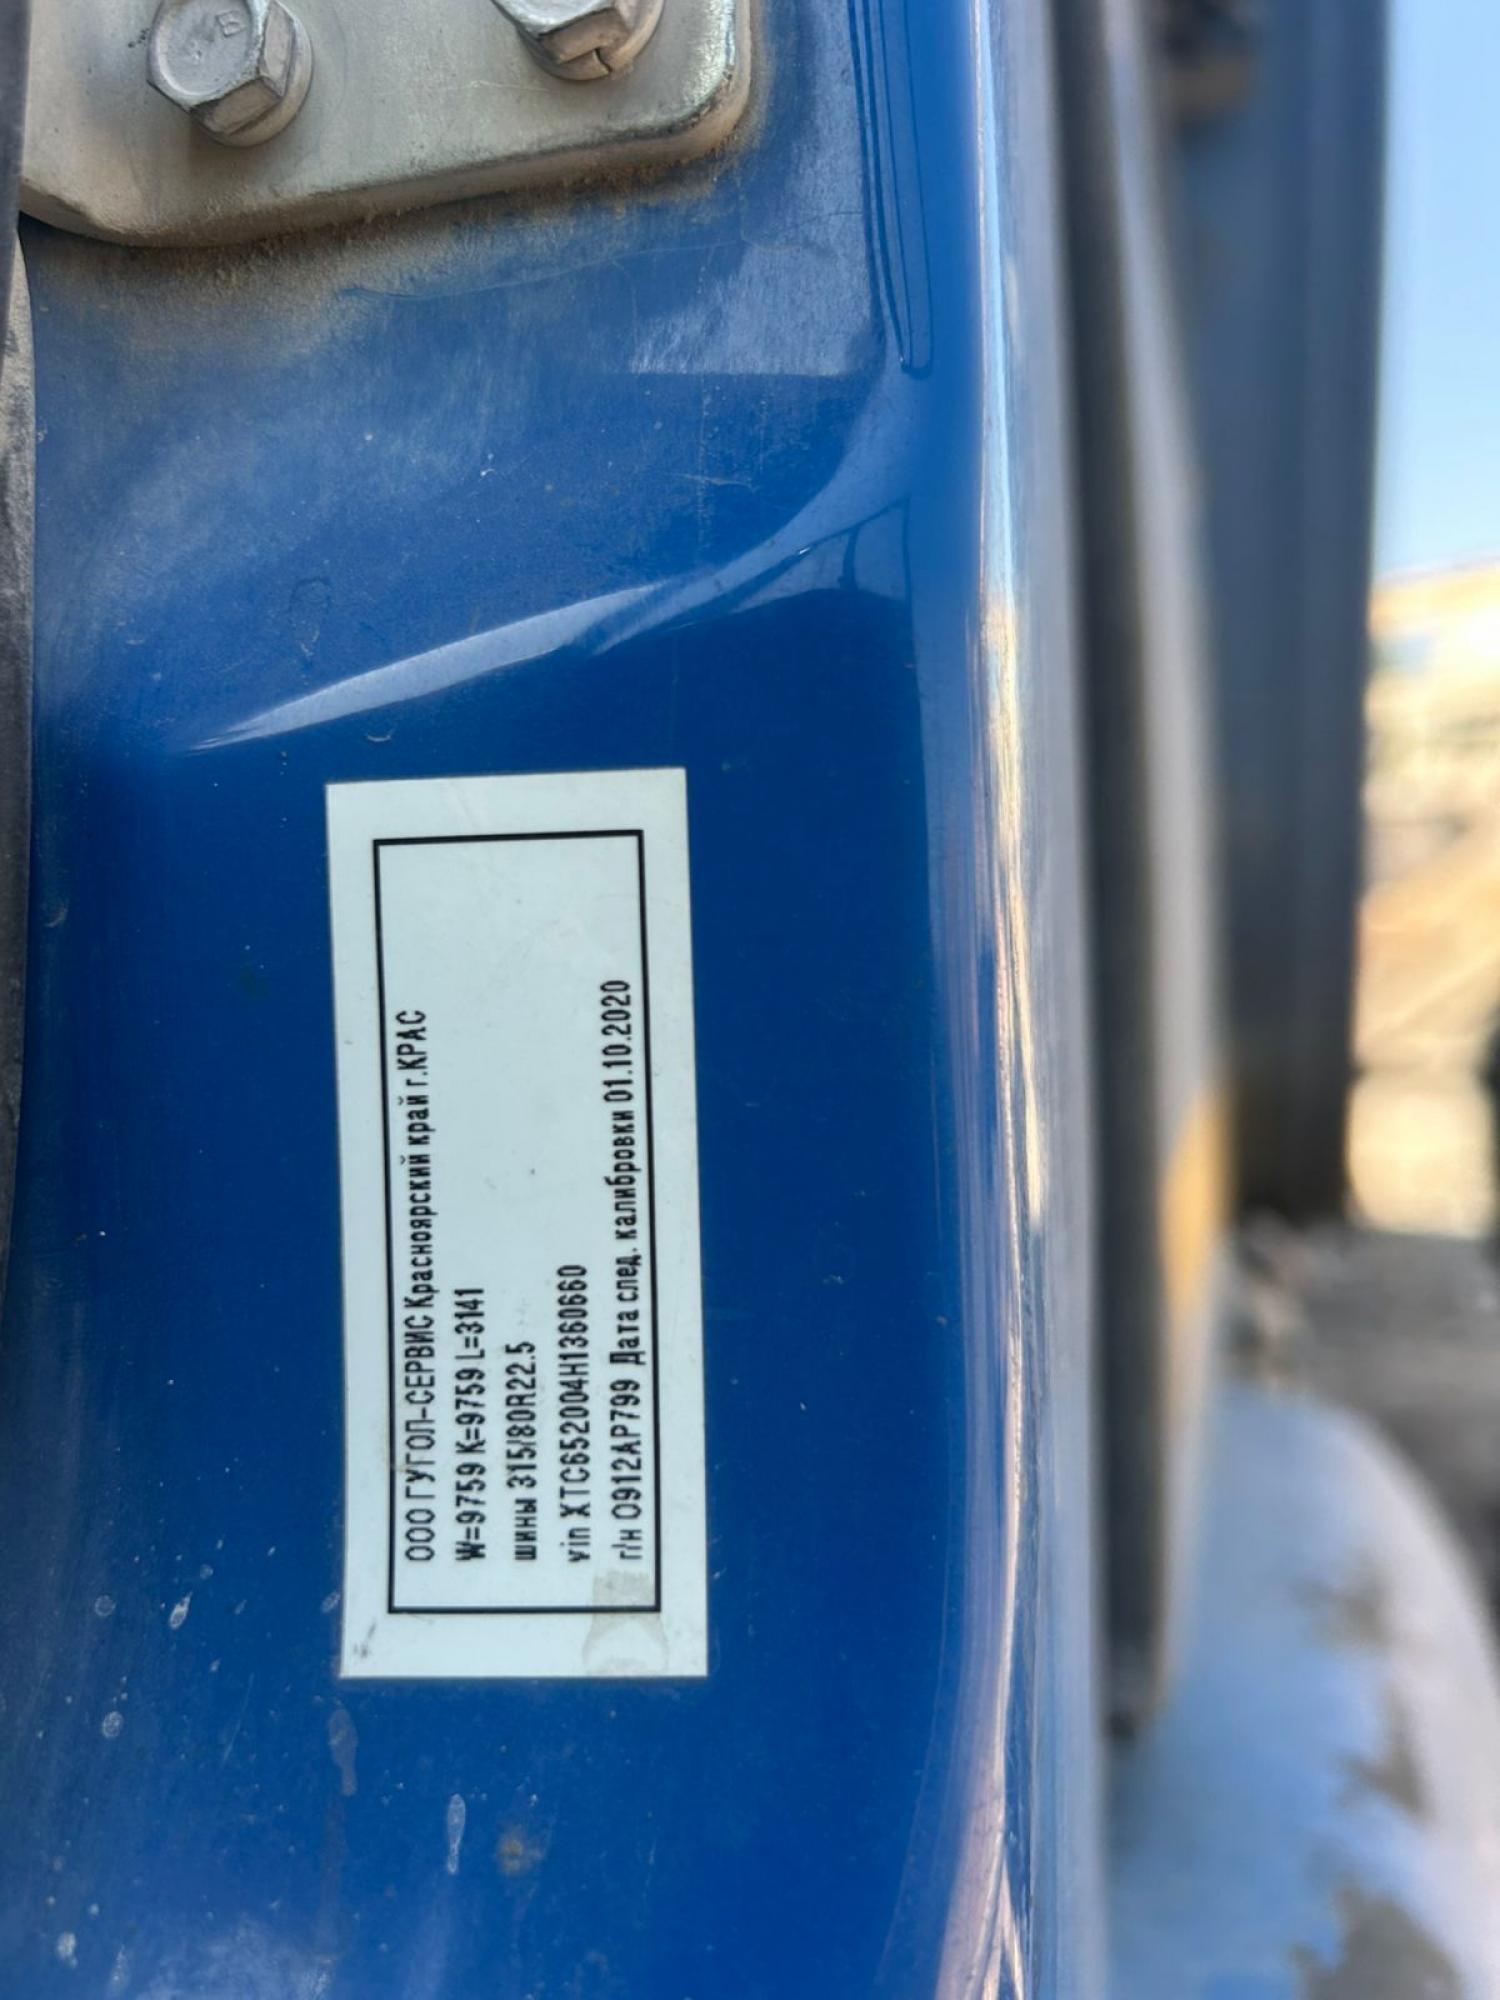 ООО ГУГОЛ-СЕРВИС Красноярский край г.КРАС
W=9759 K=9759 L=3141
шины 315/80R22.5
vin XTC652004H1360660
г/н О912АР799 Дата след. калибровки 01.10.2020